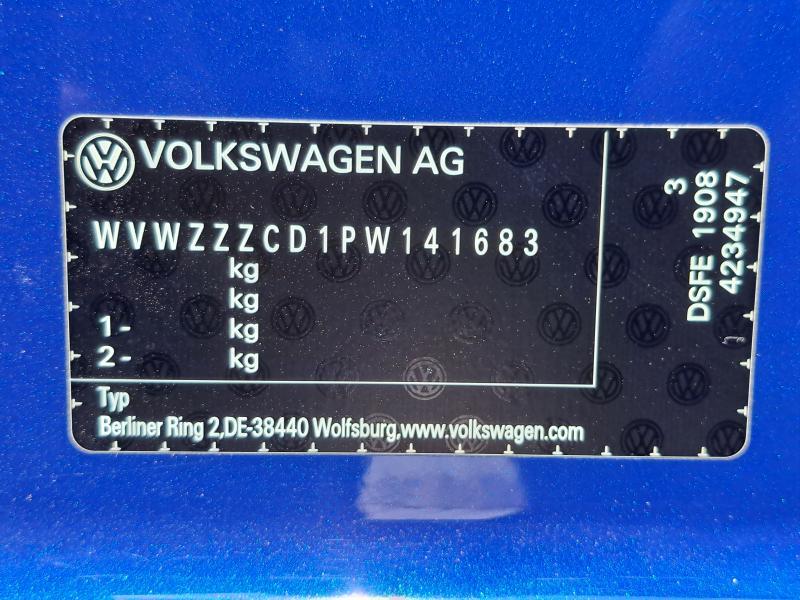 VOLKSWAGEN AG
WVWZZZCD1PW141683
kg
kg
1- kg
2- kg
Typ
Berliner Ring 2,DE-38440 Wolfsburg,www.volkswagen.com
3
DSFE 1908
4234947